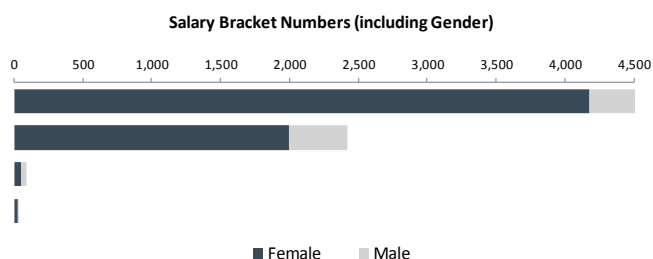 Salary Bracket Numbers (including Gender)
0 500 1,000 1,500 2,000 2,500 3,000 3,500 4,000 4,500
Female Male